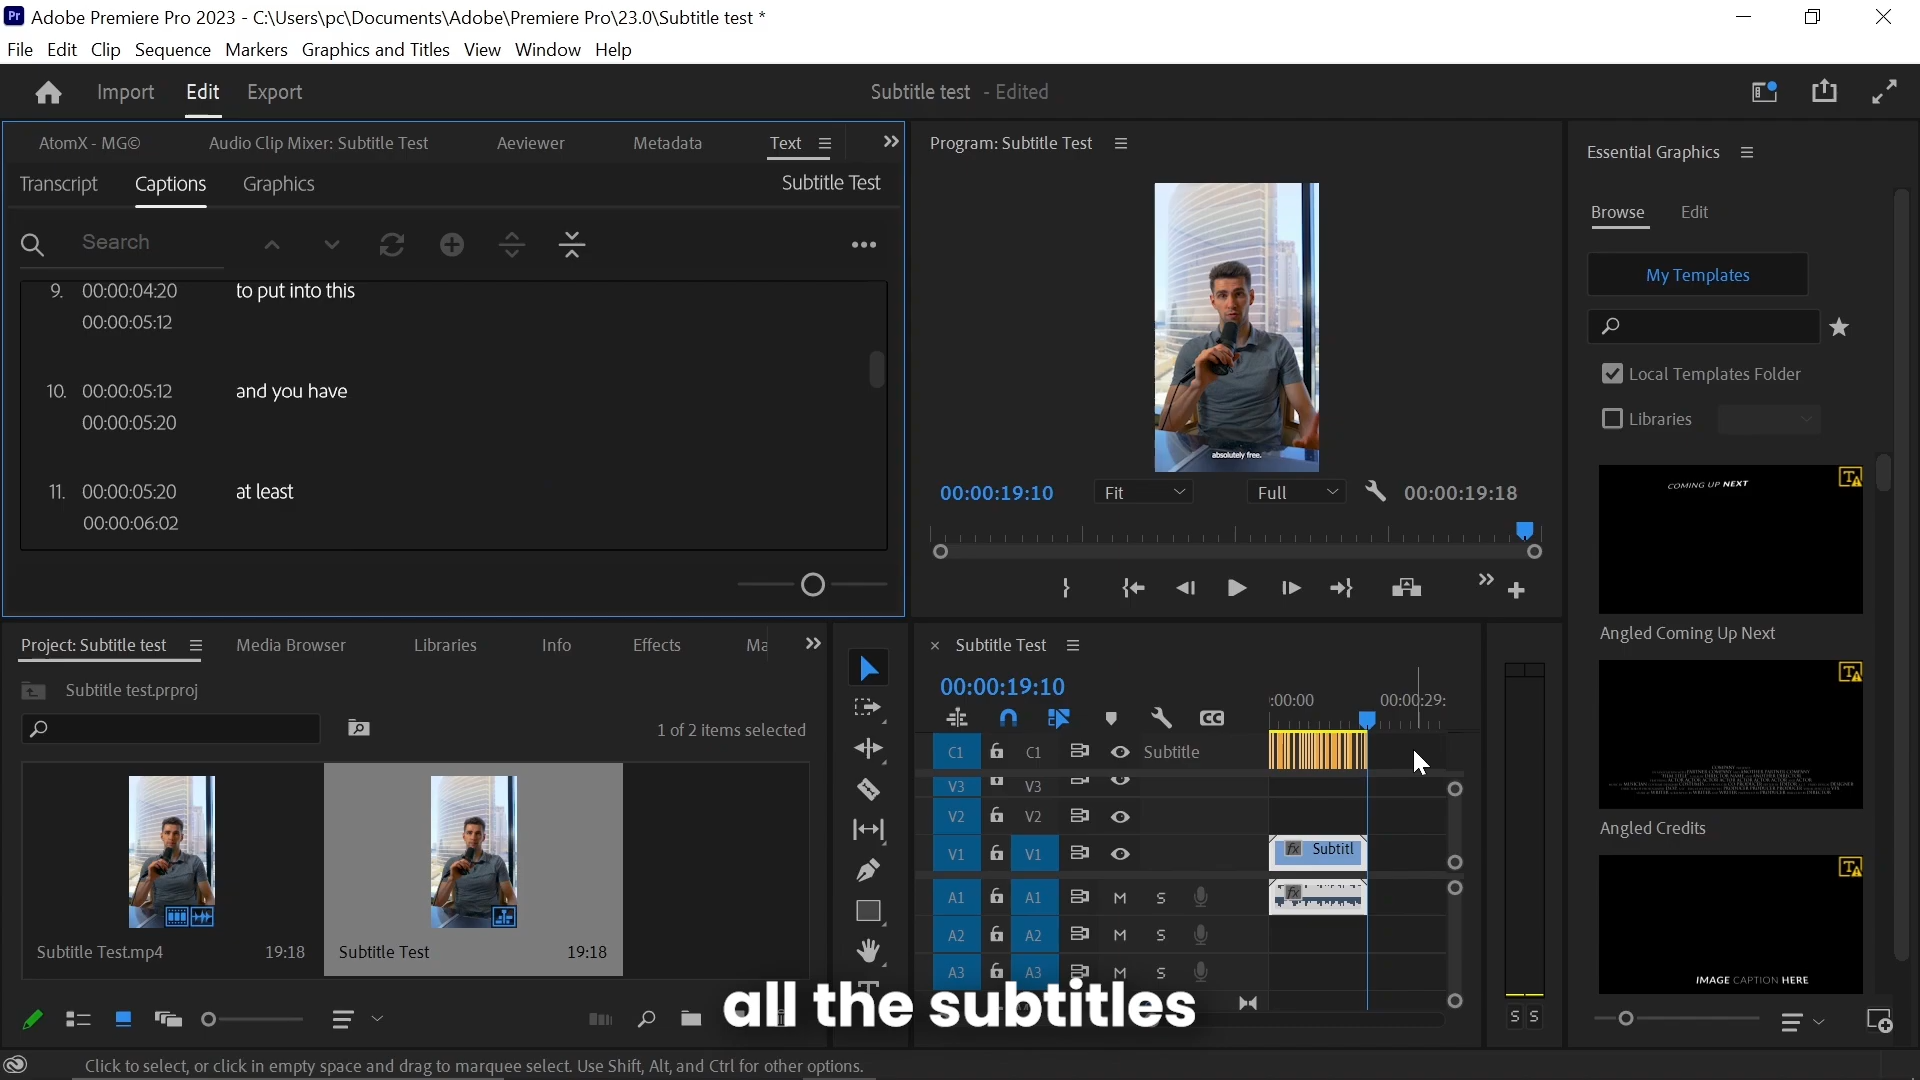 Adobe Premiere Pro 2023 - C:\Users\pc\Documents\Adobe\Premiere Pro\23.0\Subtitle test *
File Edit Clip Sequence Markers Graphics and Titles View Window Help
Import Edit Export
Subtitle test - Edited
AtomX - MG© Audio Clip Mixer: Subtitle Test Aeviewer Metadata Text
Transcript Captions Graphics
Subtitle Test
Search
9. 00:00:04:20 to put into this
00:00:05:12
10. 00:00:05:12 and you have
00:00:05:20
11. 00:00:05:20 at least
00:00:06:02
Program: Subtitle Test
absolutely free.
00:00:19:10 Fit Full 00:00:19:18
Essential Graphics
Browse Edit
My Templates
Local Templates Folder
Libraries
COMING UP NEXT
Angled Coming Up Next
Angled Credits
IMAGE CAPTION HERE
Project: Subtitle test Media Browser Libraries Info Effects Ma
Subtitle test.prproj
1 of 2 items selected
Subtitle Test.mp4 19:18
Subtitle Test 19:18
Subtitle Test
00:00:19:10
:00:00 00:00:29:
C1 C1 Subtitle
V3 V3
V2 V2
V1 V1 fx Subtitl
A1 A1 M S fx
A2 A2 M S
A3 A3 M S
S S
all the subtitles
Click to select, or click in empty space and drag to marquee select. Use Shift, Alt, and Ctrl for other options.